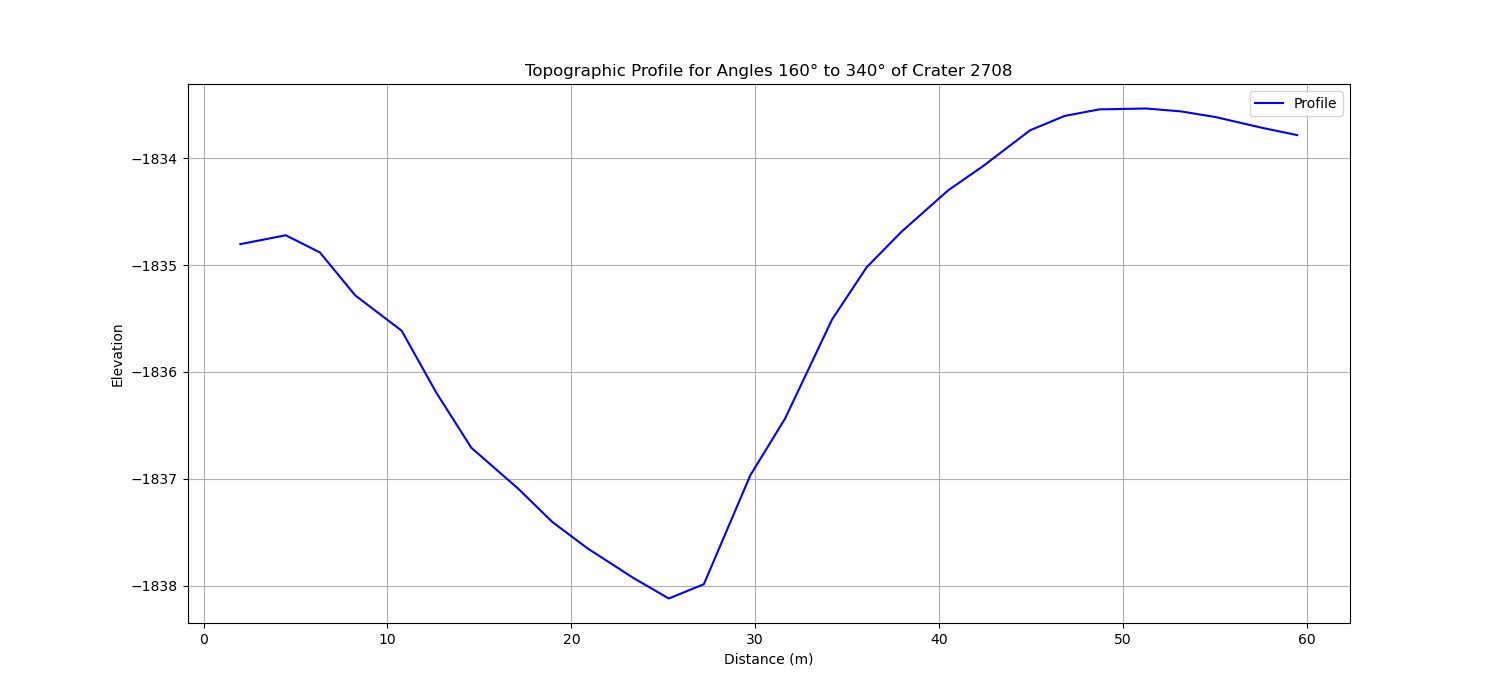 Topographic Profile for Angles 160° to 340° of Crater 2708
Profile
−1834
−1835
−1836
−1837
−1838
Elevation
0 10 20 30 40 50 60
Distance (m)